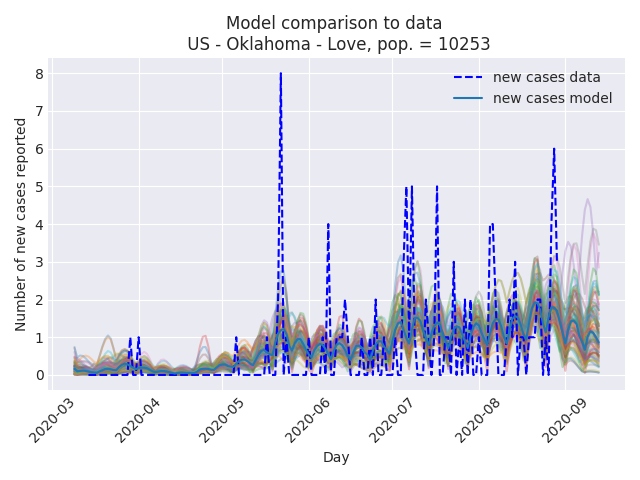 Model comparison to data
US - Oklahoma - Love, pop. = 10253
new cases data
new cases model
Number of new cases reported
8
7
6
5
4
3
2
1
0
2020-03
2020-04
2020-05
2020-06
2020-07
2020-08
2020-09
Day